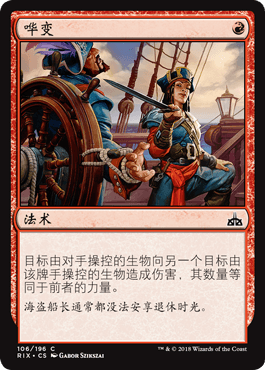 哗变
法术
目标由对手操控的生物向另一个目标由
该牌手操控的生物造成伤害，其数量等
同于前者的力量。
海盗船长通常都没法安享退休时光。
106/196 C
RIX • CS GABOR SZIKSZAI
™ & © 2018 Wizards of the Coast